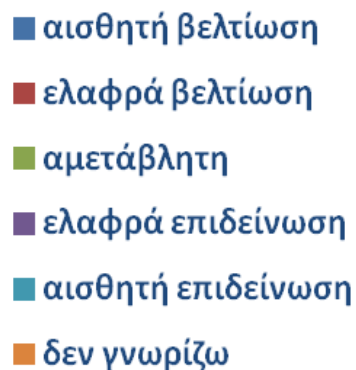 αισθητή βελτίωση
ελαφρά βελτίωση
αμετάβλητη
ελαφρά επιδείνωση
αισθητή επιδείνωση
δεν γνωρίζω